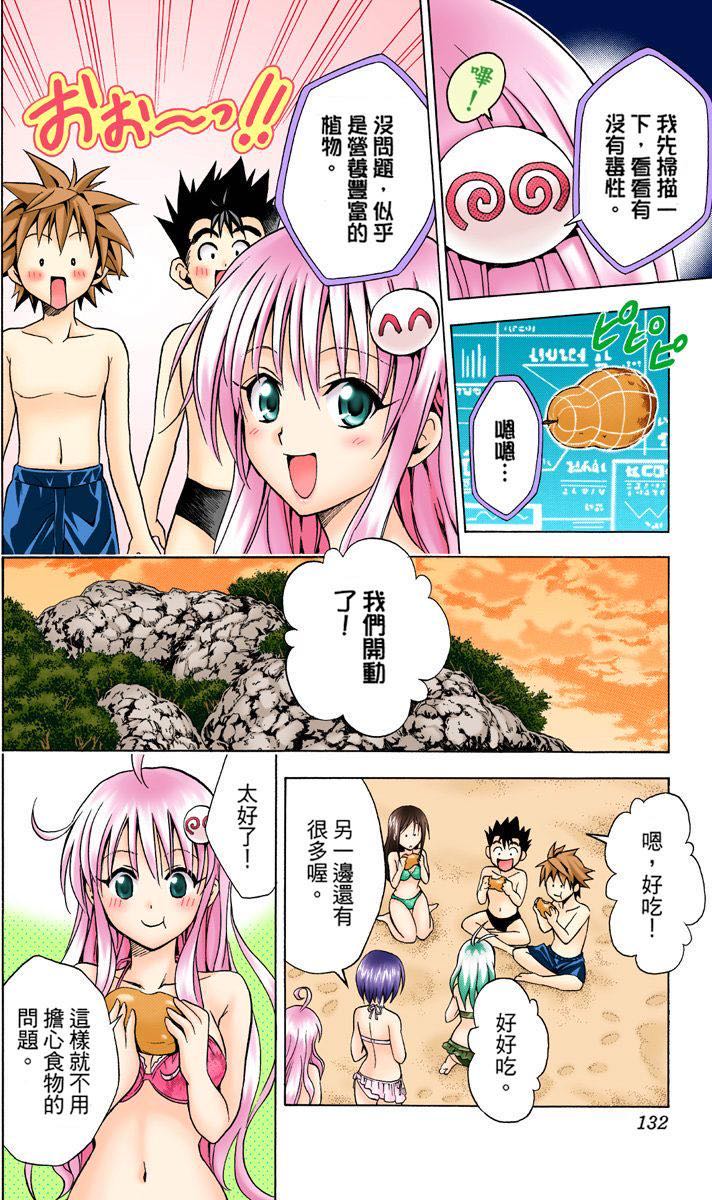 嗶！
我先掃描一
下，看看有
沒有毒性。
ピピピ
嗯嗯…
沒問題，似乎
是營養豐富的
植物。
おぉ～っ!!
我們開動
了！
嗯，好吃！
另一邊還有
很多喔。
好好吃。
太好了！
這樣就不用
擔心食物的
問題。
132